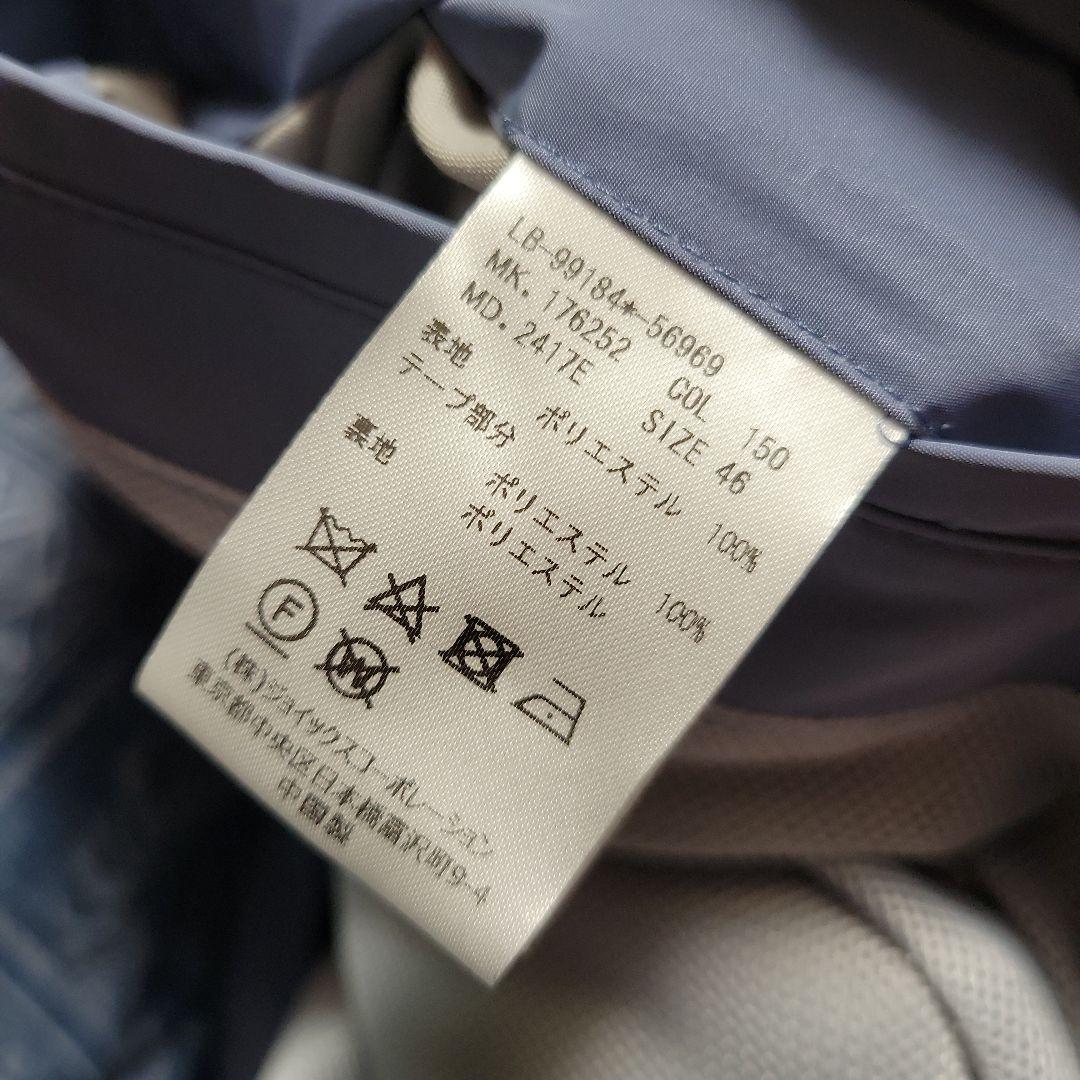 LB-99184*-56969
MK. 176252 COL 150
MD. 2417E SIZE 46
表地 ポリエステル 100%
テープ部分
ポリエステル 100%
裏地 ポリエステル
F
W
(株)ジョイックスコーポレーション
東京都中央区日本橋富沢町9-4
中国製